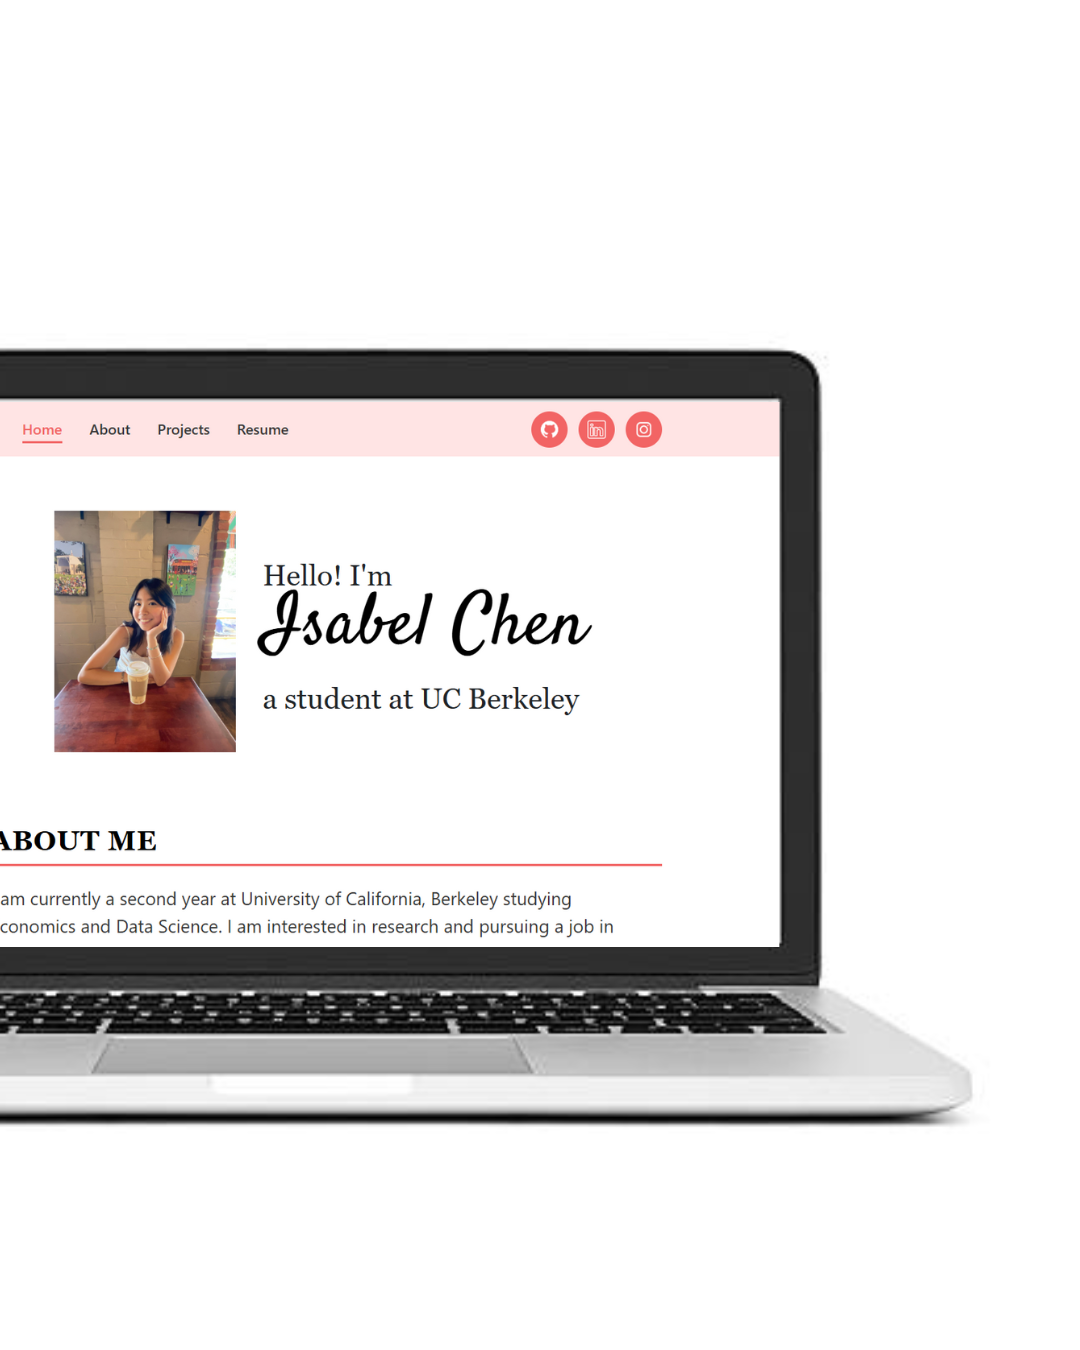 Home About Projects Resume
in
Hello! I'm
Isabel Chen
a student at UC Berkeley
ABOUT ME
am currently a second year at University of California, Berkeley studying
conomics and Data Science. I am interested in research and pursuing a job in